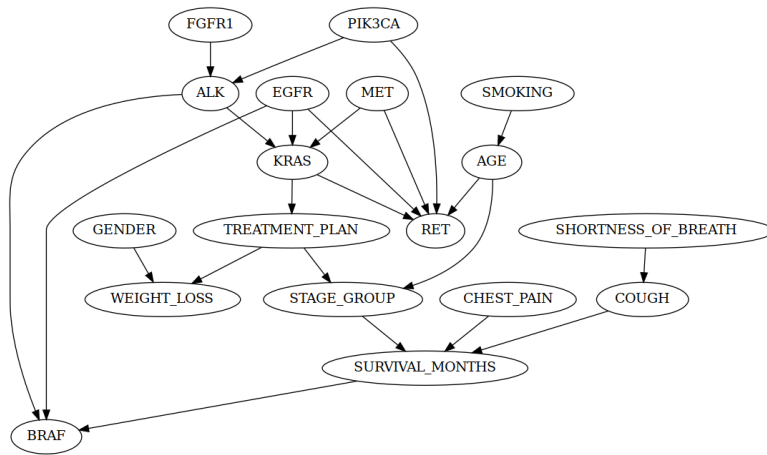 FGFR1
PIK3CA
ALK
EGFR
MET
SMOKING
KRAS
AGE
GENDER
TREATMENT_PLAN
RET
SHORTNESS_OF_BREATH
WEIGHT_LOSS
STAGE_GROUP
CHEST_PAIN
COUGH
SURVIVAL_MONTHS
BRAF